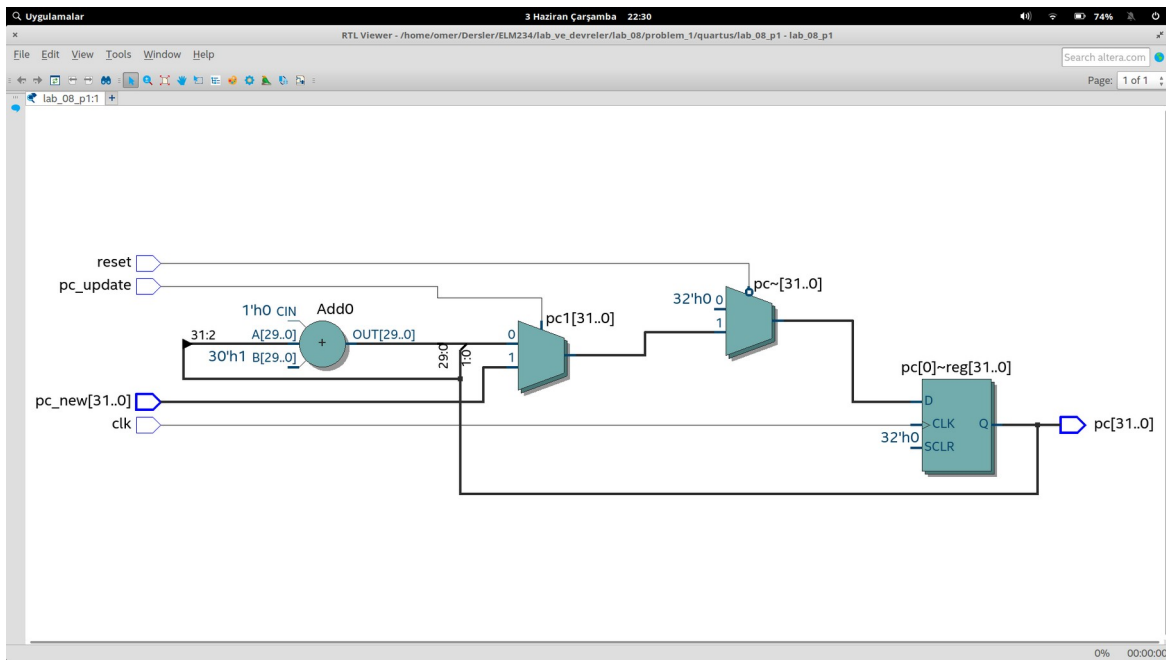 Uygulamalar
3 Haziran Çarşamba 22:30
74%
RTL Viewer - /home/omer/Dersler/ELM234/lab_ve_devreler/lab_08/problem_1/quartus/lab_08_p1 - lab_08_p1
File Edit View Tools Window Help
Search altera.com
Page: 1 of 1
lab_08_p1:1
reset
pc_update
1'h0 CIN
Add0
31:2
A[29..0]
OUT[29..0]
30'h1 B[29..0]
+
29:0
1:0
pc1[31..0]
0
1
32'h0 0
1
pc~[31..0]
pc_new[31..0]
clk
pc[0]~reg[31..0]
D
CLK Q
32'h0
SCLR
pc[31..0]
0% 00:00:00